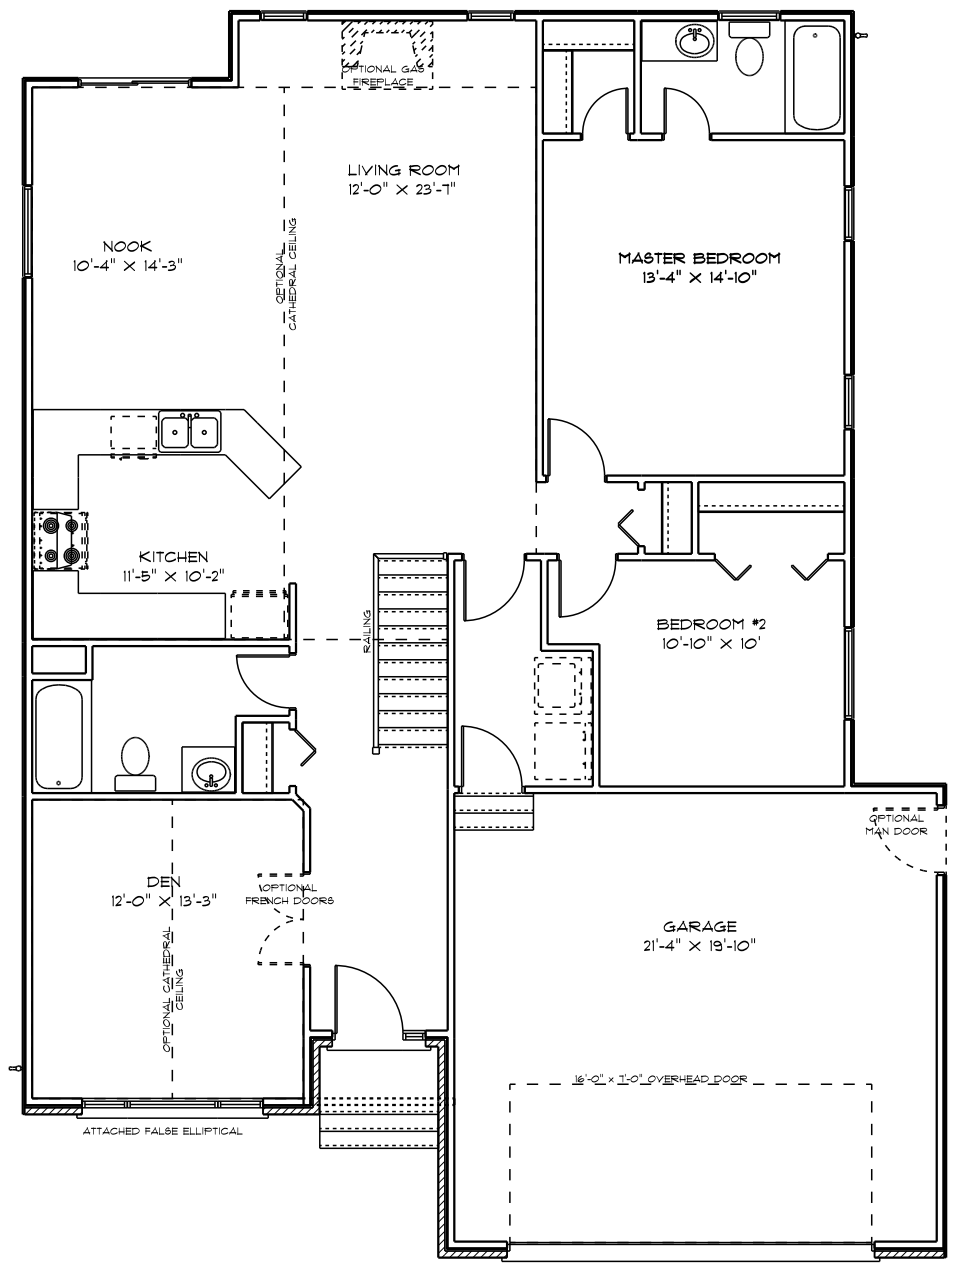 OPTIONAL GAS
FIREPLACE
LIVING ROOM
12'-0" X 23'-7"
NOOK
10'-4" X 14'-3"
OPTIONAL
CATHEDRAL CEILING
MASTER BEDROOM
13'-4" X 14'-10"
KITCHEN
11'-5" X 10'-2"
RAILING
BEDROOM #2
10'-10" X 10'
OPTIONAL
MAN DOOR
DEN
12'-0" X 13'-3"
OPTIONAL
FRENCH DOORS
OPTIONAL CATHEDRAL
CEILING
GARAGE
21'-4" X 19'-10"
16'-0" x 7'-0" OVERHEAD DOOR
ATTACHED FALSE ELLIPTICAL